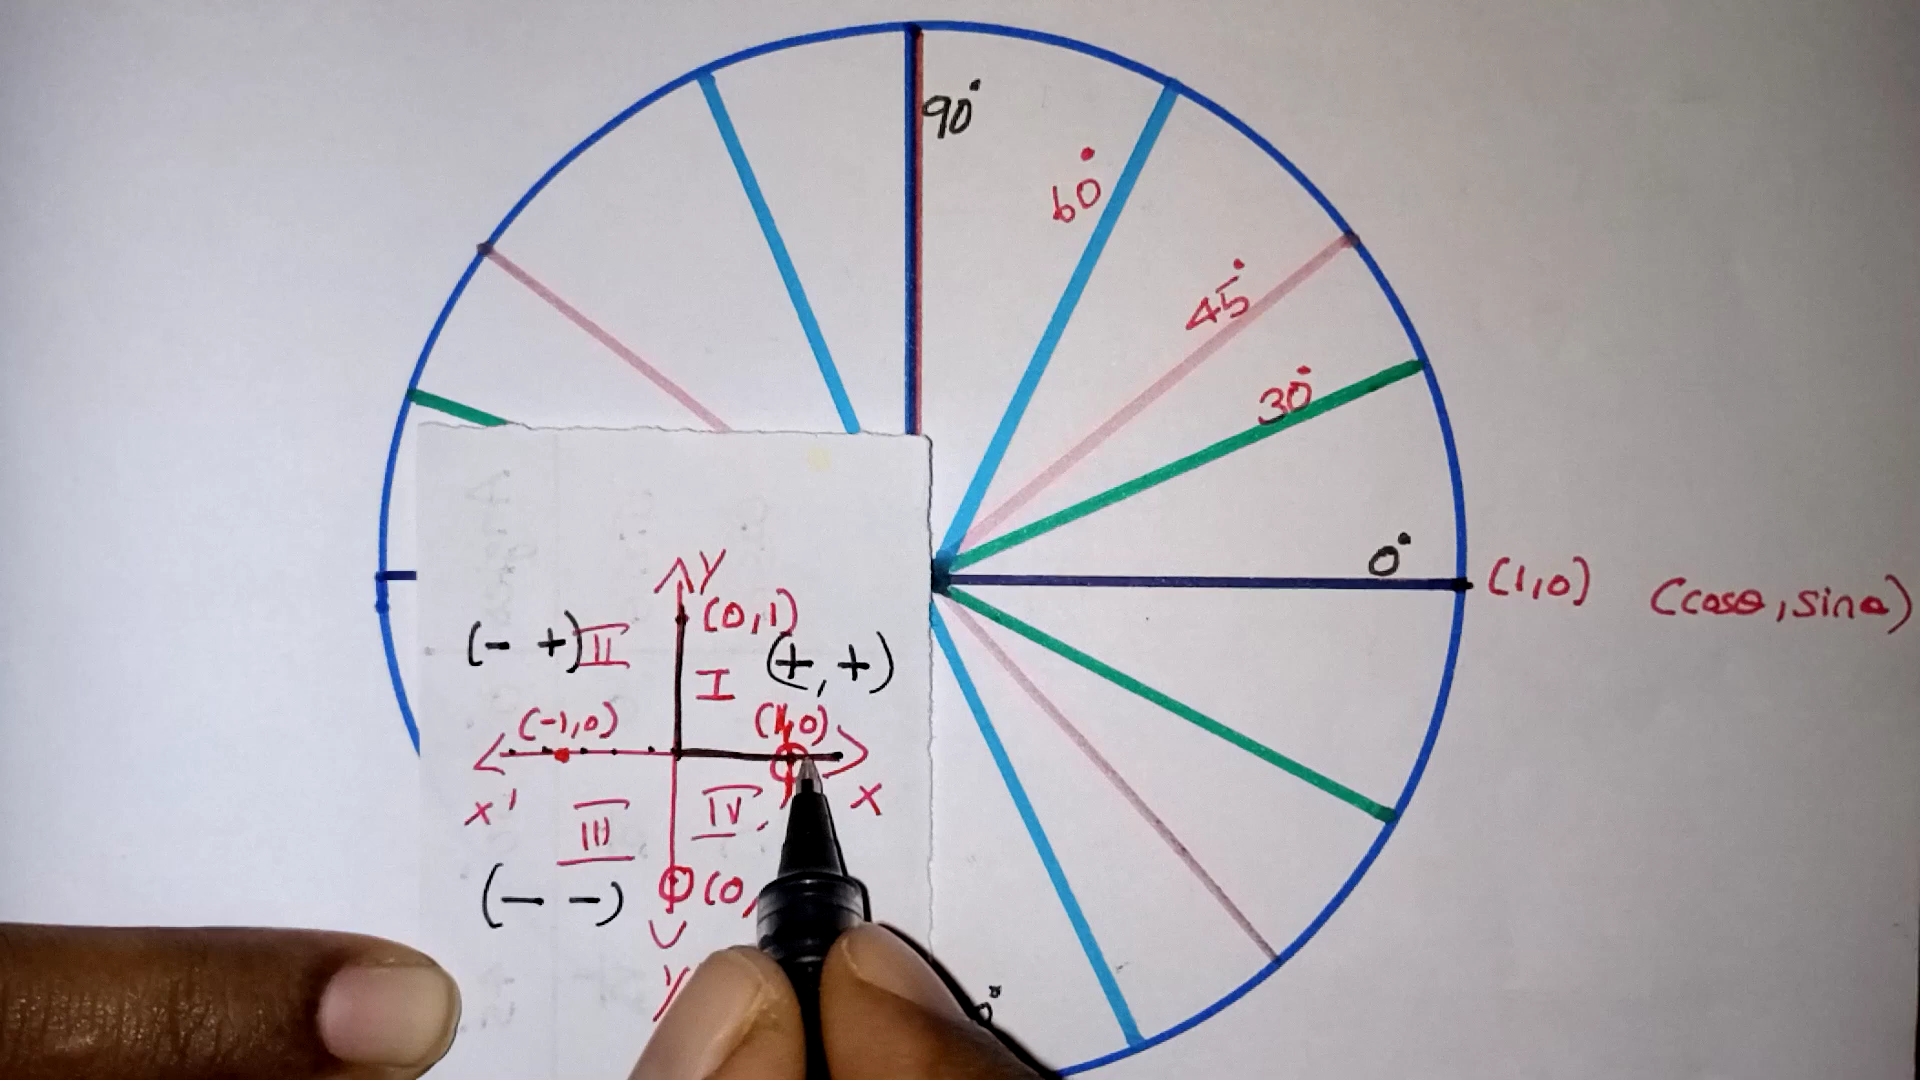 90°
60°
45°
30°
0°
(1,0) (cosθ, sinθ)
Y
(0,1)
(- +) II
I (+,+)
(-1,0)
(1,0)
X'
X
III
IV
(- -)
(0,